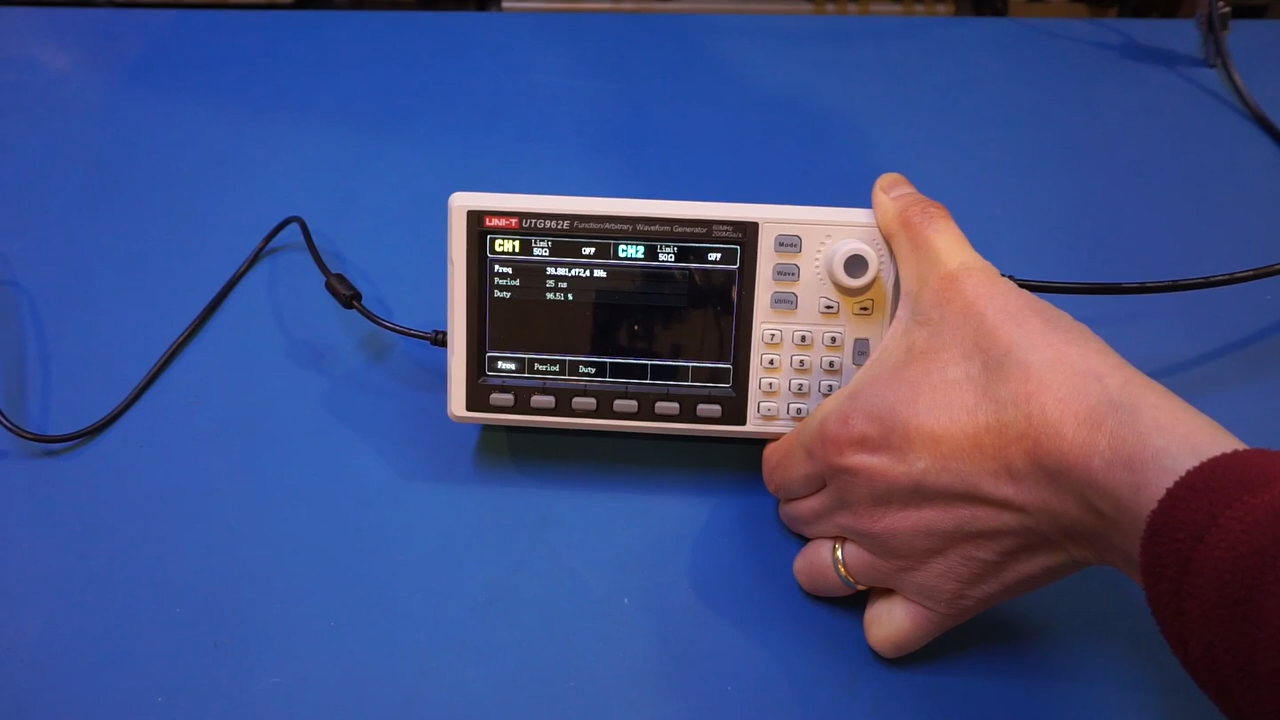 UNI-T UTG962E Function/Arbitrary Waveform Generator 60MHz 200MSa/s
CH1 Limit 50Ω OFF CH2 Limit 50Ω OFF
Freq 39.881,472,4 KHz
Period 25 ns
Duty 96.51 %
Freq Period Duty
Mode
Wave
Utility
7 8 9
4 5 6
1 2 3
- 0